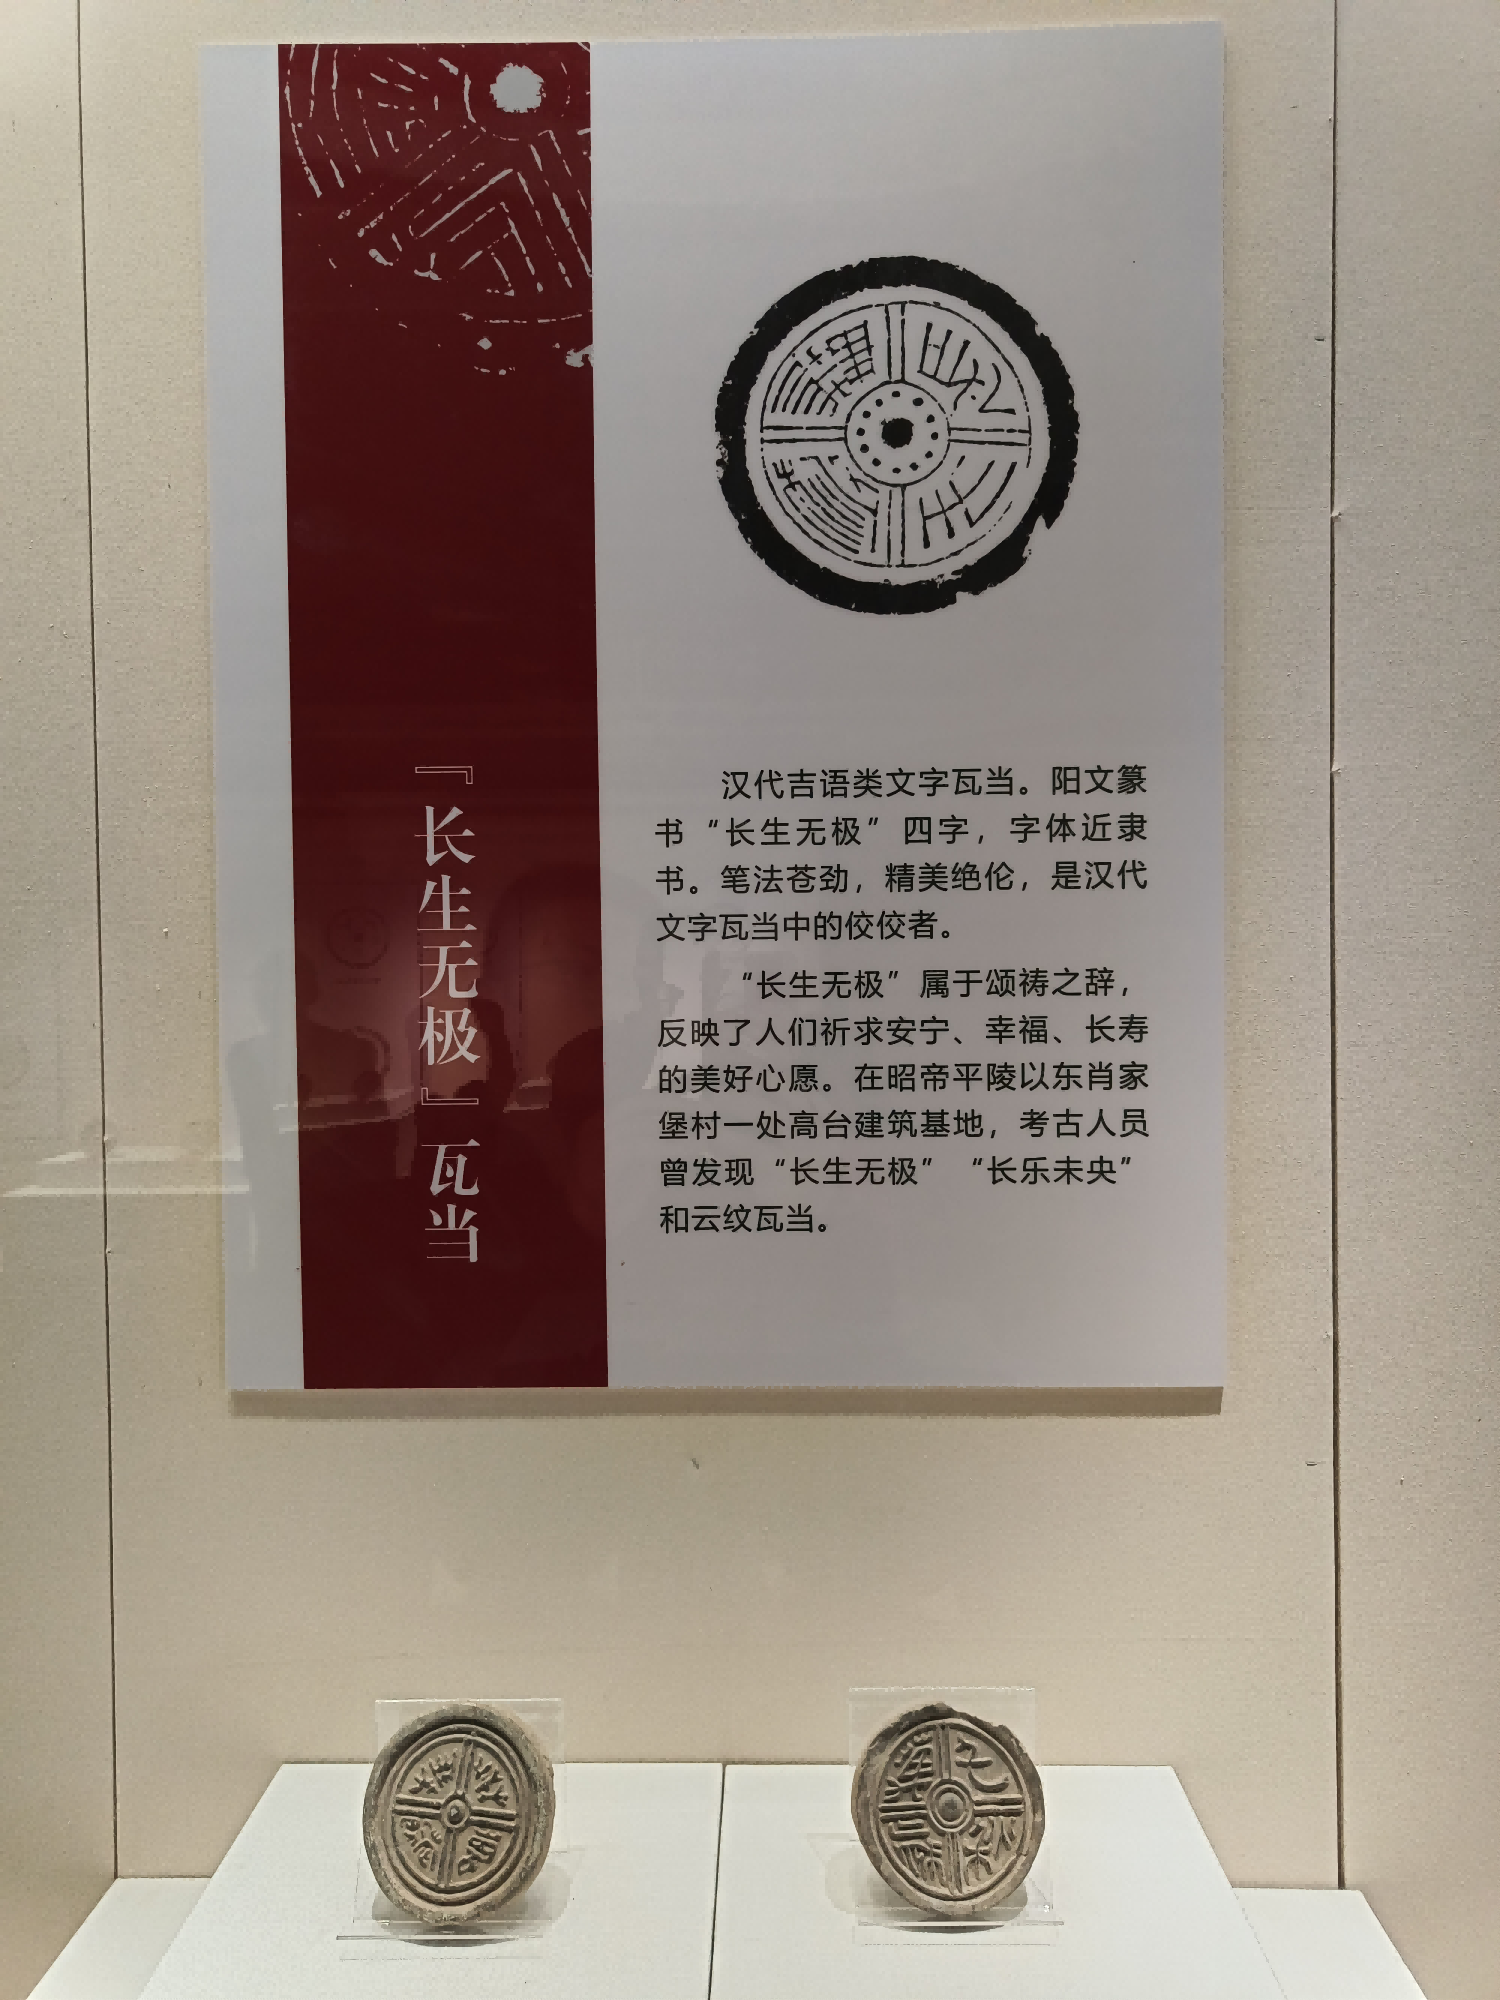 『长生无极』瓦当
汉代吉语类文字瓦当。阳文篆
书“长生无极”四字，字体近隶
书。笔法苍劲，精美绝伦，是汉代
文字瓦当中的佼佼者。
“长生无极”属于颂祷之辞，
反映了人们祈求安宁、幸福、长寿
的美好心愿。在昭帝平陵以东肖家
堡村一处高台建筑基地，考古人员
曾发现“长生无极”“长乐未央”
和云纹瓦当。